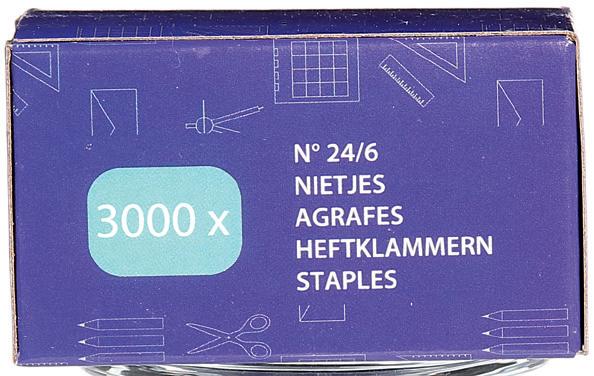 3000 x
N° 24/6
NIETJES
AGRAFES
HEFTKLAMMERN
STAPLES